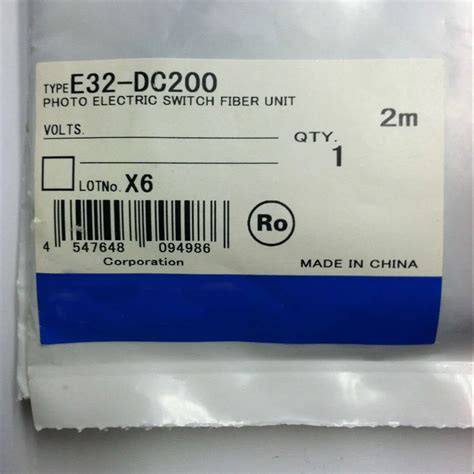 TYPE E32-DC200
PHOTO ELECTRIC SWITCH FIBER UNIT
2m
VOLTS.
QTY.
1
LOTNo. X6
Ro
4 547648 094986
Corporation
MADE IN CHINA